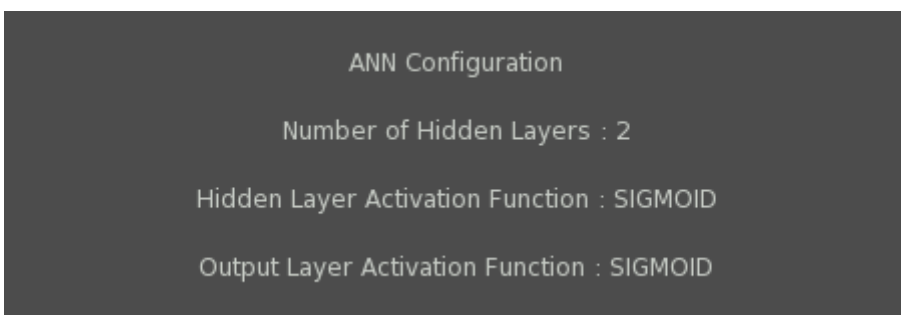 ANN Configuration
Number of Hidden Layers : 2
Hidden Layer Activation Function : SIGMOID
Output Layer Activation Function : SIGMOID